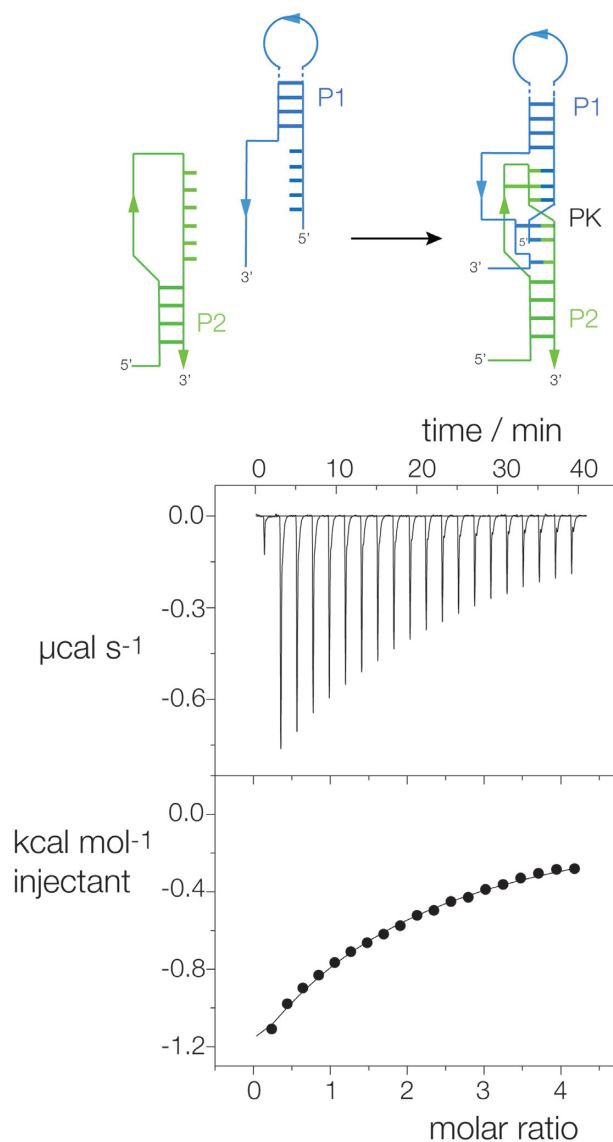 P1
P1
5'
PK
5'
3'
3'
P2
P2
5'
3'
5'
3'
time / min
0 10 20 30 40
0.0
-0.3
µcal s-1
-0.6
0.0
kcal mol-1
injectant
-0.4
-0.8
-1.2
0 1 2 3 4
molar ratio